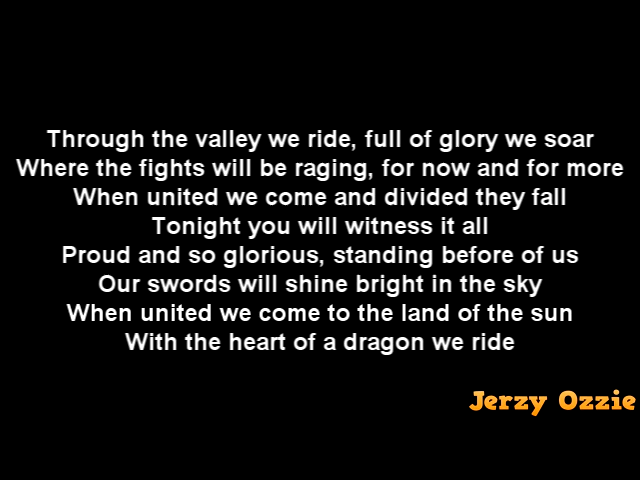 Through the valley we ride, full of glory we soar
Where the fights will be raging, for now and for more
When united we come and divided they fall
Tonight you will witness it all
Proud and so glorious, standing before of us
Our swords will shine bright in the sky
When united we come to the land of the sun
With the heart of a dragon we ride
Jerzy Ozzie